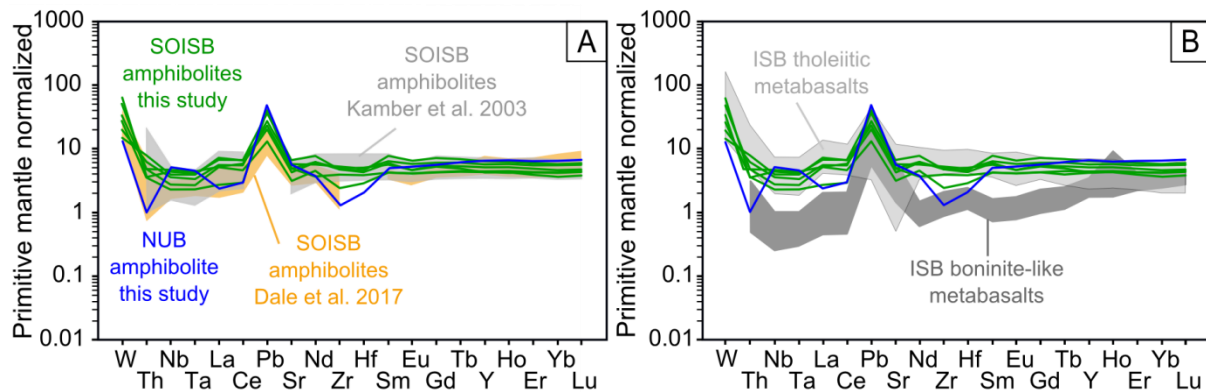 Primitive mantle normalized
1000
100
10
1
0.1
0.01
A
SOISB
amphibolites
this study
SOISB
amphibolites
Kamber et al. 2003
NUB
amphibolite
this study
SOISB
amphibolites
Dale et al. 2017
W Nb La Pb Nd Hf Eu Tb Ho Yb
Th Ta Ce Sr Zr Sm Gd Y Er Lu
Primitive mantle normalized
1000
100
10
1
0.1
0.01
B
ISB tholeiitic
metabasalts
ISB boninite-like
metabasalts
W Nb La Pb Nd Hf Eu Tb Ho Yb
Th Ta Ce Sr Zr Sm Gd Y Er Lu